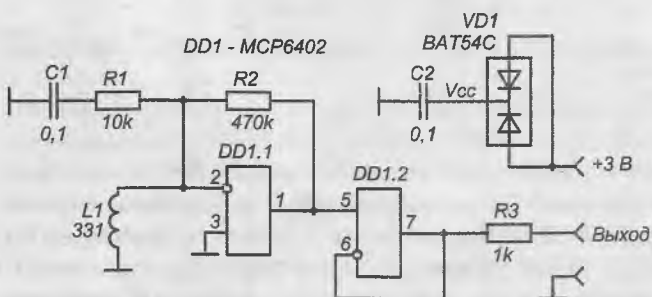 VD1
DD1 - MCP6402
BAT54C
C1
R1
R2
C2
Vcc
0,1
10k
470k
0,1
DD1.1
DD1.2
+3 В
2
1
5
7
R3
L1
331
3
6
1k
Выход